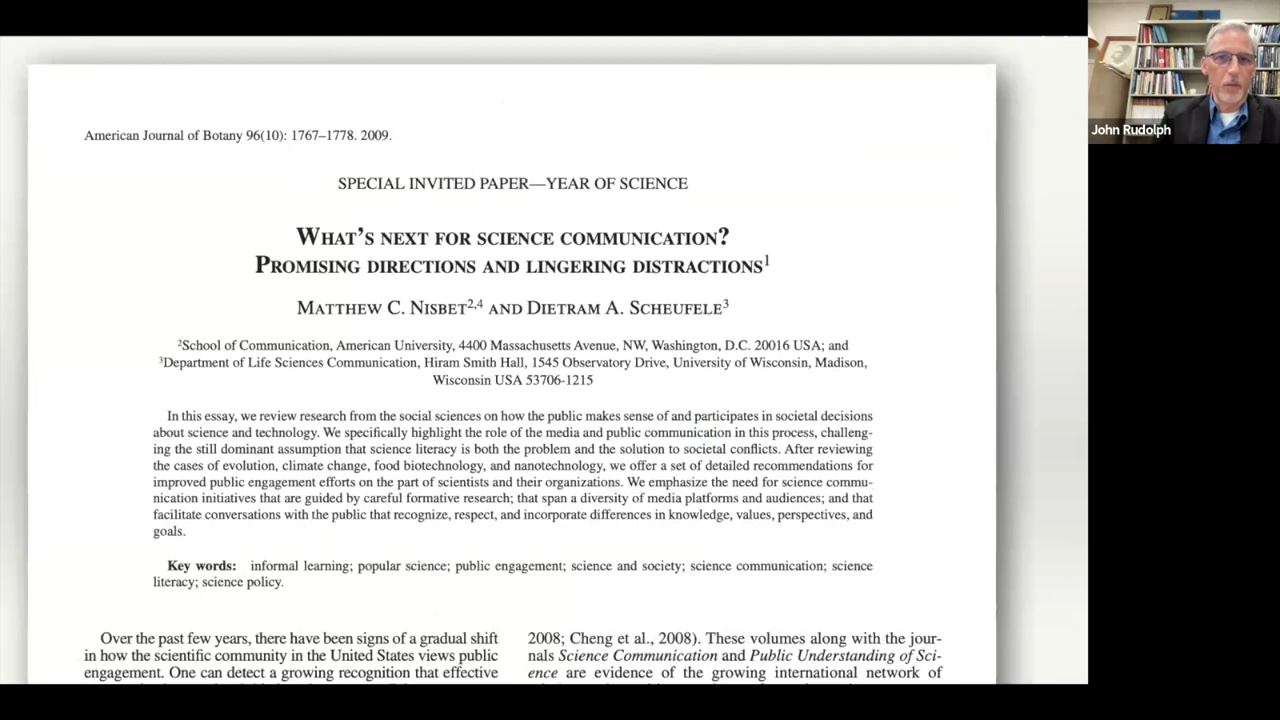 American Journal of Botany 96(10): 1767–1778. 2009.
SPECIAL INVITED PAPER—YEAR OF SCIENCE
WHAT'S NEXT FOR SCIENCE COMMUNICATION?
PROMISING DIRECTIONS AND LINGERING DISTRACTIONS¹
MATTHEW C. NISBET²,⁴ AND DIETRAM A. SCHEUFELE³
²School of Communication, American University, 4400 Massachusetts Avenue, NW, Washington, D.C. 20016 USA; and
³Department of Life Sciences Communication, Hiram Smith Hall, 1545 Observatory Drive, University of Wisconsin, Madison,
Wisconsin USA 53706-1215
In this essay, we review research from the social sciences on how the public makes sense of and participates in societal decisions
about science and technology. We specifically highlight the role of the media and public communication in this process, challeng-
ing the still dominant assumption that science literacy is both the problem and the solution to societal conflicts. After reviewing
the cases of evolution, climate change, food biotechnology, and nanotechnology, we offer a set of detailed recommendations for
improved public engagement efforts on the part of scientists and their organizations. We emphasize the need for science commu-
nication initiatives that are guided by careful formative research; that span a diversity of media platforms and audiences; and that
facilitate conversations with the public that recognize, respect, and incorporate differences in knowledge, values, perspectives, and
goals.
Key words: informal learning; popular science; public engagement; science and society; science communication; science
literacy; science policy.
Over the past few years, there have been signs of a gradual shift
in how the scientific community in the United States views public
engagement. One can detect a growing recognition that effective
2008; Cheng et al., 2008). These volumes along with the jour-
nals Science Communication and Public Understanding of Sci-
ence are evidence of the growing international network of
John Rudolph